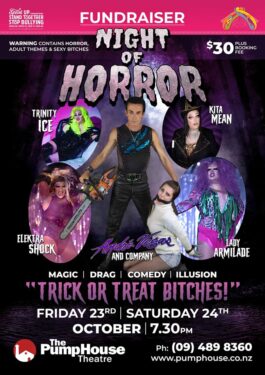 FUNDRAISER
STAND TOGETHER
STOP BULLYING
WARNING CONTAINS HORROR,
ADULT THEMES & SEXY BITCHES
NIGHT
OF
HORROR
$30 PLUS BOOKING FEE
TRINITY
ICE
KITA
MEAN
ELEKTRA
SHOCK
AND COMPANY
LADY
ARMILADE
MAGIC | DRAG | COMEDY | ILLUSION
"TRICK OR TREAT BITCHES!"
FRIDAY 23RD | SATURDAY 24TH
OCTOBER | 7.30PM
The
PumpHouse
Theatre
Ph: (09) 489 8360
www.pumphouse.co.nz